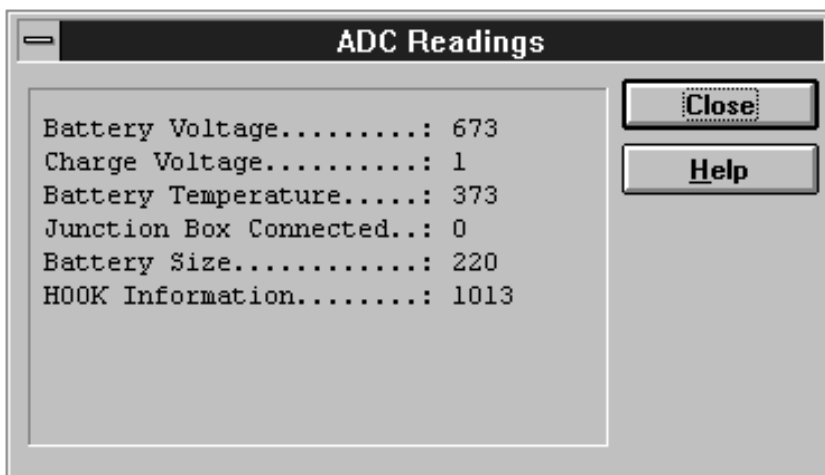 ADC Readings
Battery Voltage.........: 673
Charge Voltage..........: 1
Battery Temperature.....: 373
Junction Box Connected..: 0
Battery Size............: 220
HOOK Information........: 1013
Close
Help